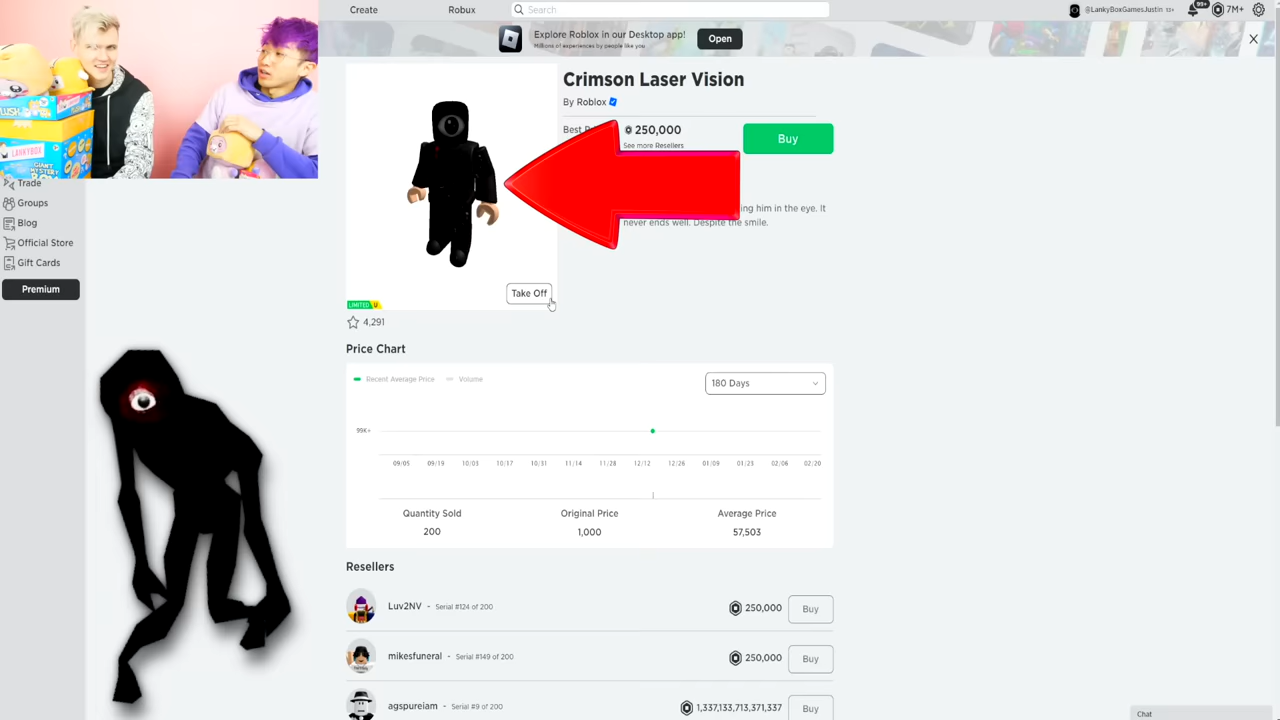 Create
Robux
Search
@LankyBoxGamesJustin 13+
99+
7M+
Explore Roblox in our Desktop app!
Millions of experiences by people like you
Open
LANKYBOX
GIANT
MYSTERY
Trade
Groups
Blog
Official Store
Gift Cards
Premium
Crimson Laser Vision
By Roblox
250,000
Best
See more Resellers
Buy
ing him in the eye. It
never ends well. Despite the smile.
Take Off
LIMITED U
4,291
Price Chart
Recent Average Price
Volume
180 Days
99K+
09/05 09/19 10/03 10/17 10/31 11/14 11/28 12/12 12/26 01/09 01/23 02/06 02/20
Quantity Sold
Original Price
Average Price
200
1,000
57,503
Resellers
Luv2NV - Serial #124 of 200
250,000
Buy
mikesfuneral - Serial #149 of 200
250,000
Buy
agspureiam - Serial #9 of 200
1,337,133,713,371,337
Buy
Chat